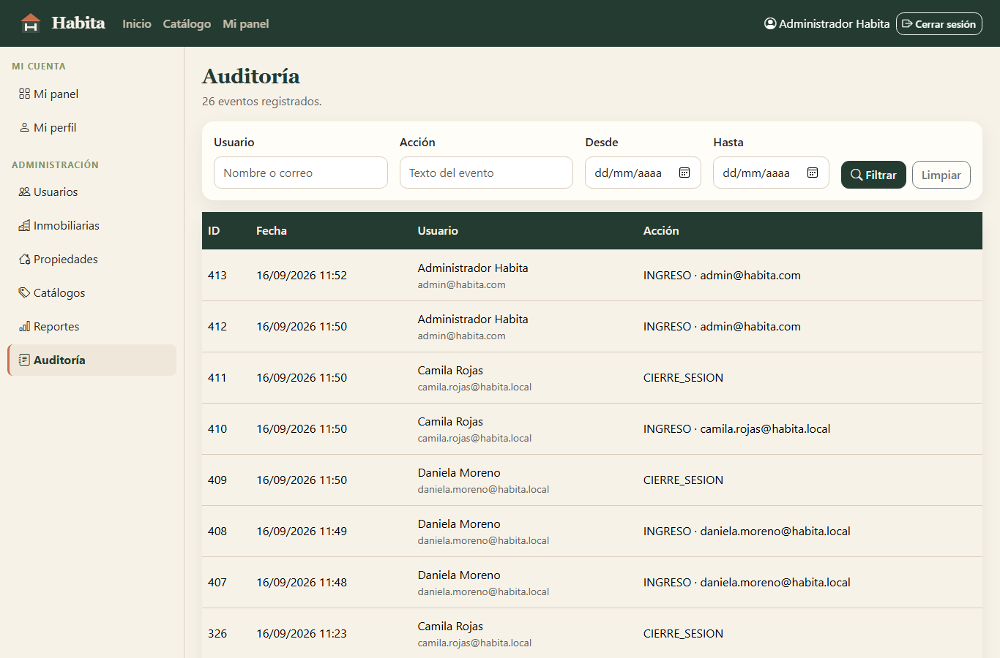 Habita Inicio Catálogo Mi panel Administrador Habita Cerrar sesión
MI CUENTA
Mi panel
Mi perfil
ADMINISTRACIÓN
Usuarios
Inmobiliarias
Propiedades
Catálogos
Reportes
Auditoría
Auditoría
26 eventos registrados.
Usuario Acción Desde Hasta
Nombre o correo Texto del evento dd/mm/aaaa dd/mm/aaaa Filtrar Limpiar
ID Fecha Usuario Acción
413 16/09/2026 11:52 Administrador Habita INGRESO · admin@habita.com
admin@habita.com
412 16/09/2026 11:50 Administrador Habita INGRESO · admin@habita.com
admin@habita.com
411 16/09/2026 11:50 Camila Rojas CIERRE_SESION
camila.rojas@habita.local
410 16/09/2026 11:50 Camila Rojas INGRESO · camila.rojas@habita.local
camila.rojas@habita.local
409 16/09/2026 11:50 Daniela Moreno CIERRE_SESION
daniela.moreno@habita.local
408 16/09/2026 11:49 Daniela Moreno INGRESO · daniela.moreno@habita.local
daniela.moreno@habita.local
407 16/09/2026 11:48 Daniela Moreno INGRESO · daniela.moreno@habita.local
daniela.moreno@habita.local
326 16/09/2026 11:23 Camila Rojas CIERRE_SESION
camila.rojas@habita.local